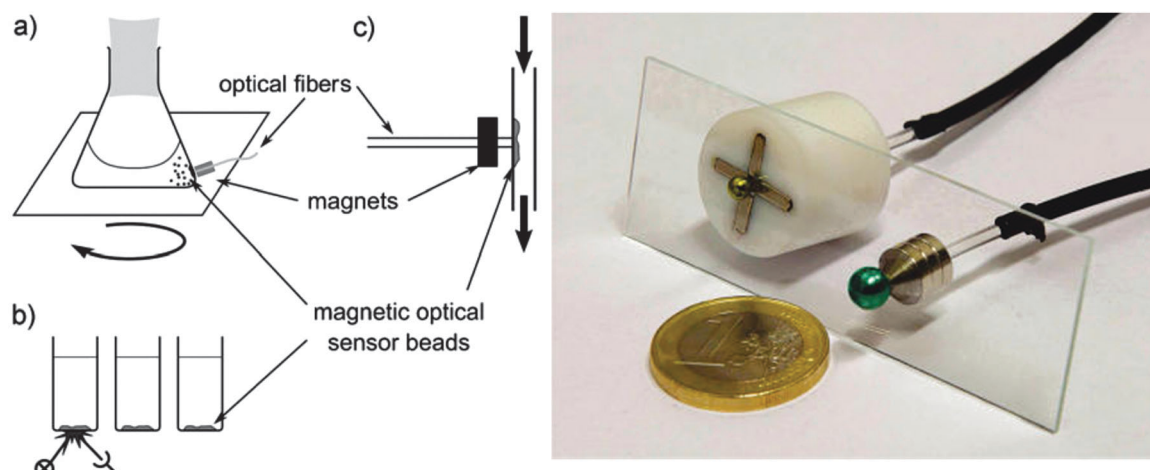 a)
c)
optical fibers
magnets
magnetic optical
sensor beads
b)